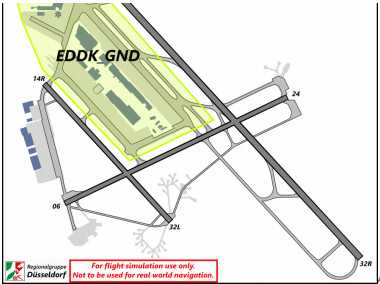 EDDK GND
14R
24
06
32L
32R
Regionalgruppe
Düsseldorf
For flight simulation use only.
Not to be used for real world navigation.